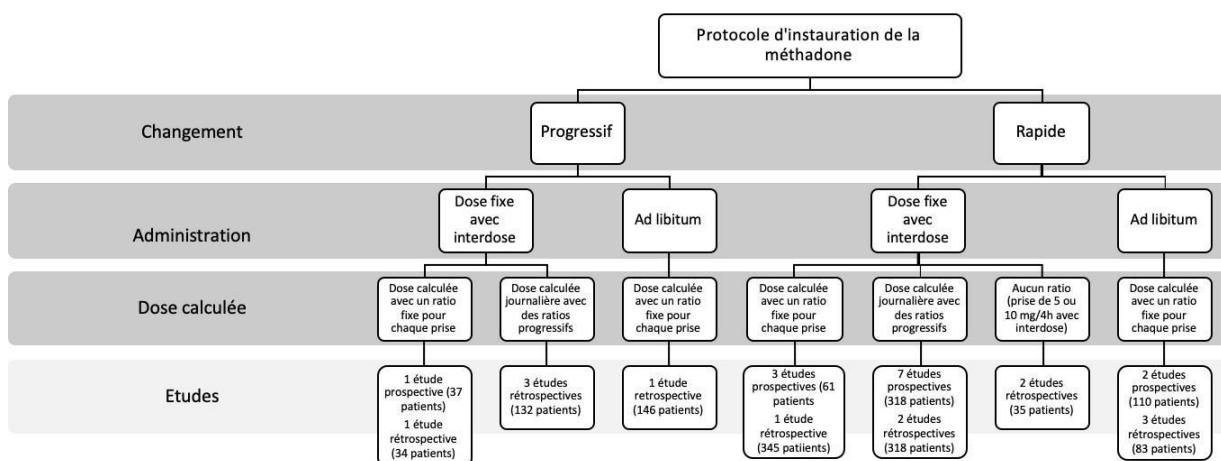 Protocole d'instauration de la
méthadone
Changement
Progressif
Rapide
Administration
Dose fixe
avec
interdose
Ad libitum
Dose fixe
avec
interdose
Ad libitum
Dose calculée
Dose calculée
avec un ratio
fixe pour
chaque prise
Dose calculée
journalière avec
des ratios
progressifs
Dose calculée
avec un ratio
fixe pour
chaque prise
Dose calculée
avec un ratio
fixe pour
chaque prise
Dose calculée
journalière avec
des ratios
progressifs
Aucun ratio
(prise de 5 ou
10 mg/4h avec
interdose)
Dose calculée
avec un ratio
fixe pour
chaque prise
Etudes
1 étude
prospective (37
patients)
1 étude
rétrospective
(34 patients)
3 études
rétrospectives
(132 patients)
1 étude
retrospective
(146 patients)
3 études
prospectives (61
patients
1 étude
rétrospective
(345 patiients)
7 études
prospectives
(318 patients)
2 études
rétrospectives
(318 patients)
2 études
rétrospectives
(35 patients)
2 études
prospectives
(110 patients)
3 études
rétrospectives
(83 patients)